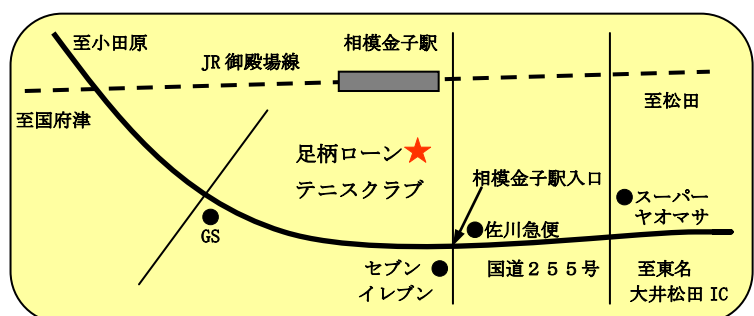 至小田原
相模金子駅
JR 御殿場線
至松田
至国府津
足柄ローン
テニスクラブ
相模金子駅入口
スーパー
ヤオマサ
佐川急便
GS
セブン
イレブン
国道２５５号
至東名
大井松田 IC